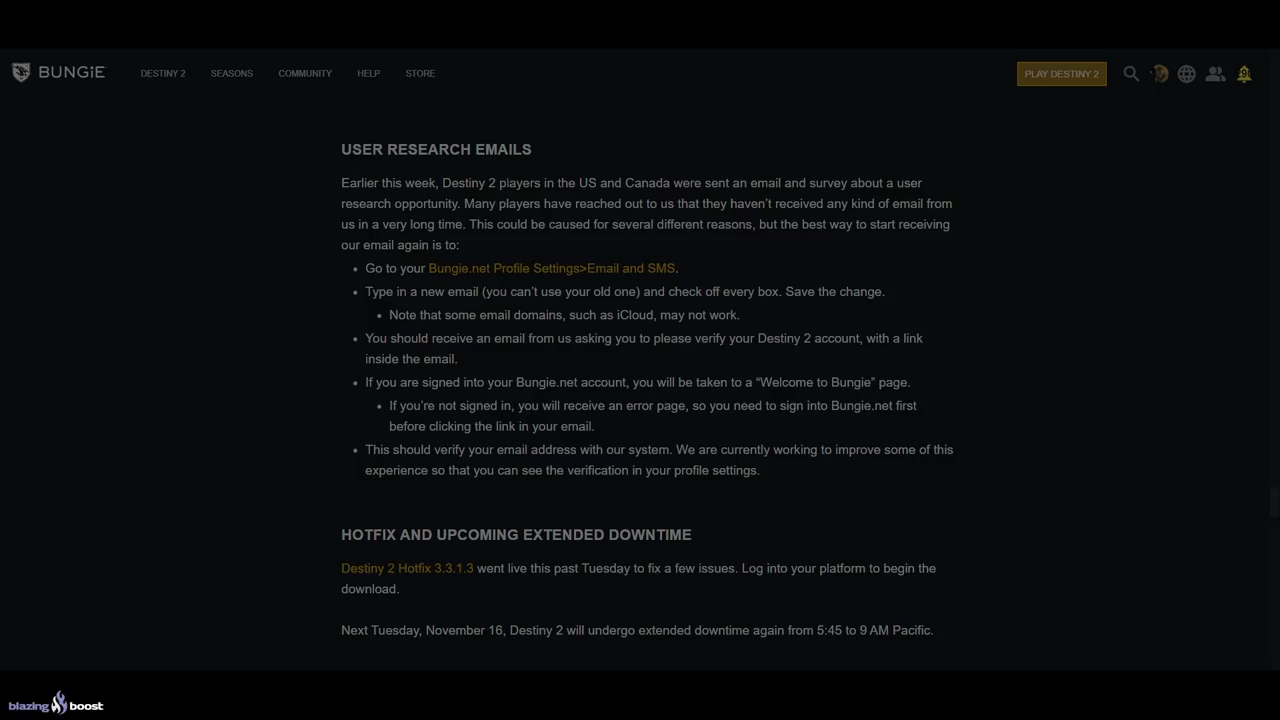 BUNGiE
DESTINY 2 SEASONS COMMUNITY HELP STORE
PLAY DESTINY 2
USER RESEARCH EMAILS
Earlier this week, Destiny 2 players in the US and Canada were sent an email and survey about a user
research opportunity. Many players have reached out to us that they haven’t received any kind of email from
us in a very long time. This could be caused for several different reasons, but the best way to start receiving
our email again is to:
• Go to your Bungie.net Profile Settings>Email and SMS.
• Type in a new email (you can’t use your old one) and check off every box. Save the change.
• Note that some email domains, such as iCloud, may not work.
• You should receive an email from us asking you to please verify your Destiny 2 account, with a link
inside the email.
• If you are signed into your Bungie.net account, you will be taken to a “Welcome to Bungie” page.
• If you’re not signed in, you will receive an error page, so you need to sign into Bungie.net first
before clicking the link in your email.
• This should verify your email address with our system. We are currently working to improve some of this
experience so that you can see the verification in your profile settings.
HOTFIX AND UPCOMING EXTENDED DOWNTIME
Destiny 2 Hotfix 3.3.1.3 went live this past Tuesday to fix a few issues. Log into your platform to begin the
download.
Next Tuesday, November 16, Destiny 2 will undergo extended downtime again from 5:45 to 9 AM Pacific.
blazing boost